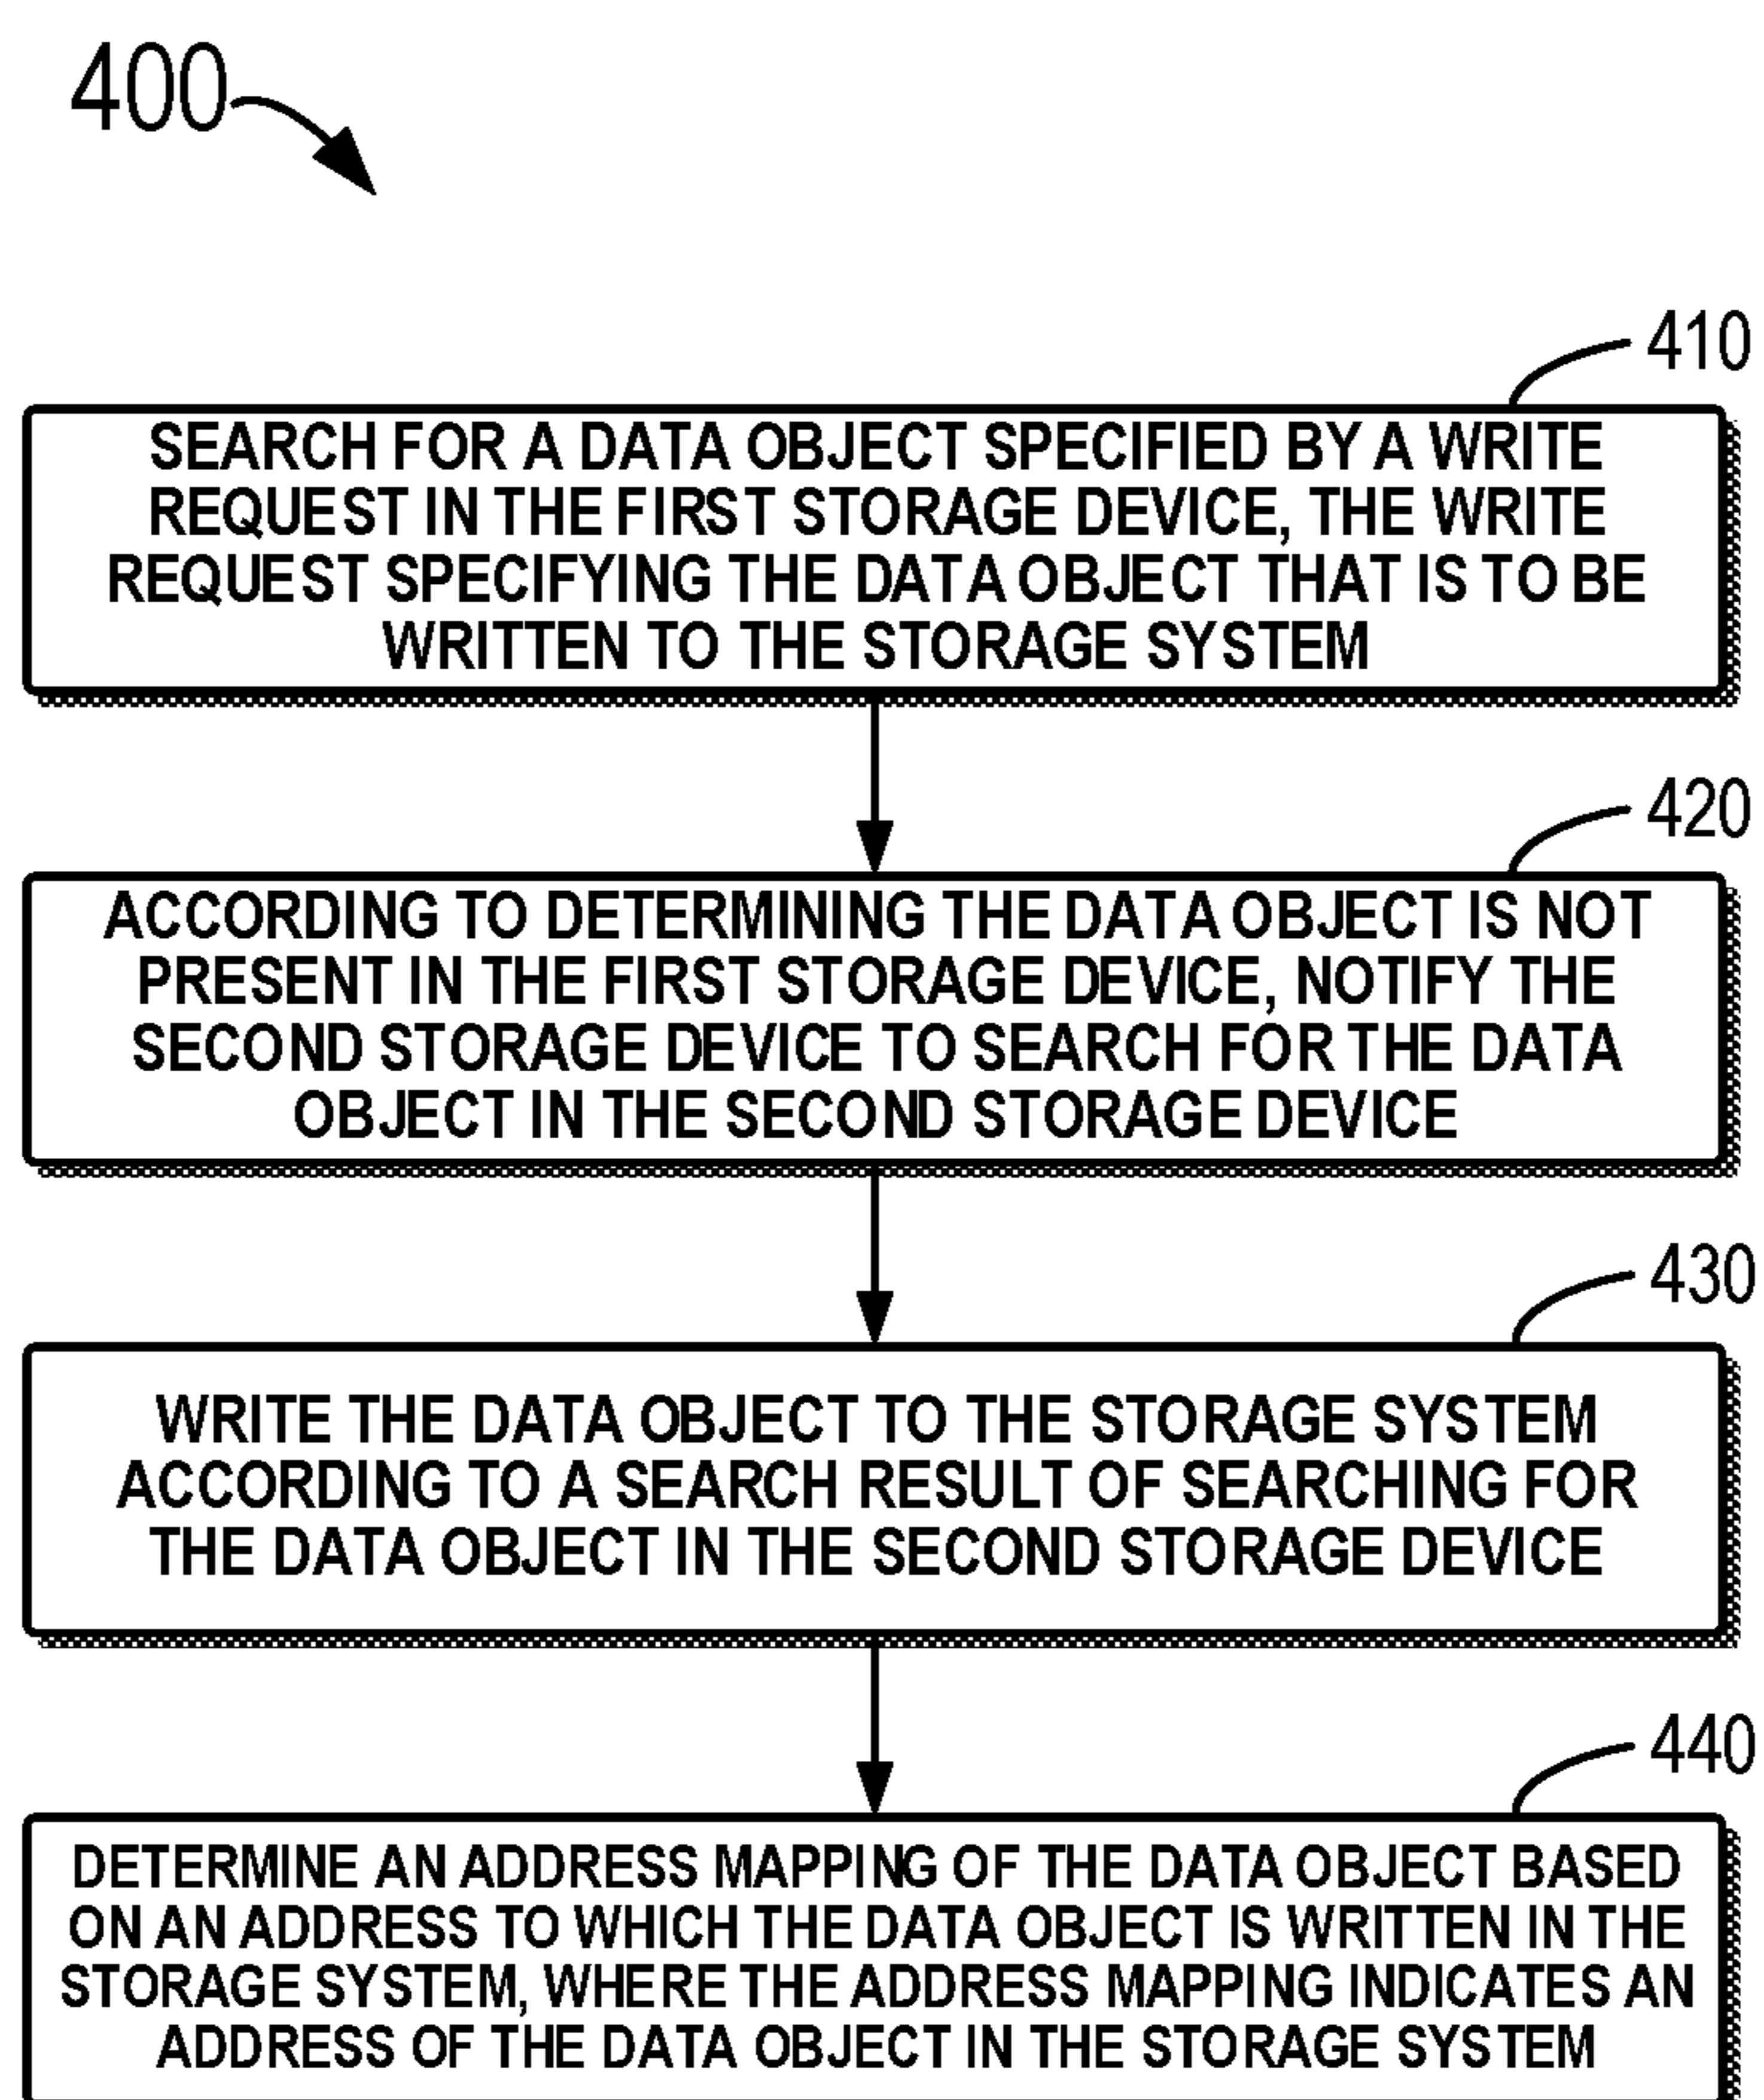 400
410
SEARCH FOR A DATA OBJECT SPECIFIED BY A WRITE
REQUEST IN THE FIRST STORAGE DEVICE, THE WRITE
REQUEST SPECIFYING THE DATA OBJECT THAT IS TO BE
WRITTEN TO THE STORAGE SYSTEM
420
ACCORDING TO DETERMINING THE DATA OBJECT IS NOT
PRESENT IN THE FIRST STORAGE DEVICE, NOTIFY THE
SECOND STORAGE DEVICE TO SEARCH FOR THE DATA
OBJECT IN THE SECOND STORAGE DEVICE
430
WRITE THE DATA OBJECT TO THE STORAGE SYSTEM
ACCORDING TO A SEARCH RESULT OF SEARCHING FOR
THE DATA OBJECT IN THE SECOND STORAGE DEVICE
440
DETERMINE AN ADDRESS MAPPING OF THE DATA OBJECT BASED
ON AN ADDRESS TO WHICH THE DATA OBJECT IS WRITTEN IN THE
STORAGE SYSTEM, WHERE THE ADDRESS MAPPING INDICATES AN
ADDRESS OF THE DATA OBJECT IN THE STORAGE SYSTEM